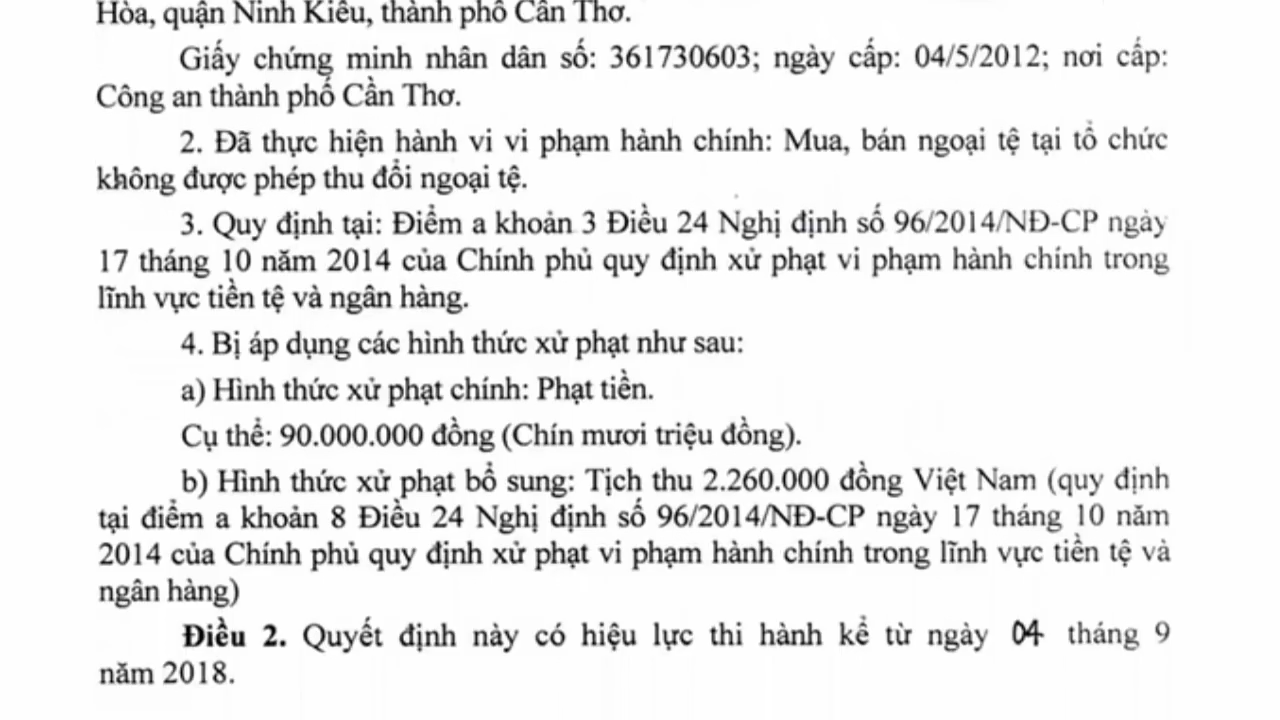 Hòa, quận Ninh Kiều, thành phố Cần Thơ.
Giấy chứng minh nhân dân số: 361730603; ngày cấp: 04/5/2012; nơi cấp:
Công an thành phố Cần Thơ.
2. Đã thực hiện hành vi vi phạm hành chính: Mua, bán ngoại tệ tại tổ chức
không được phép thu đổi ngoại tệ.
3. Quy định tại: Điểm a khoản 3 Điều 24 Nghị định số 96/2014/NĐ-CP ngày
17 tháng 10 năm 2014 của Chính phủ quy định xử phạt vi phạm hành chính trong
lĩnh vực tiền tệ và ngân hàng.
4. Bị áp dụng các hình thức xử phạt như sau:
a) Hình thức xử phạt chính: Phạt tiền.
Cụ thể: 90.000.000 đồng (Chín mươi triệu đồng).
b) Hình thức xử phạt bổ sung: Tịch thu 2.260.000 đồng Việt Nam (quy định
tại điểm a khoản 8 Điều 24 Nghị định số 96/2014/NĐ-CP ngày 17 tháng 10 năm
2014 của Chính phủ quy định xử phạt vi phạm hành chính trong lĩnh vực tiền tệ và
ngân hàng)
Điều 2. Quyết định này có hiệu lực thi hành kể từ ngày 04 tháng 9
năm 2018.